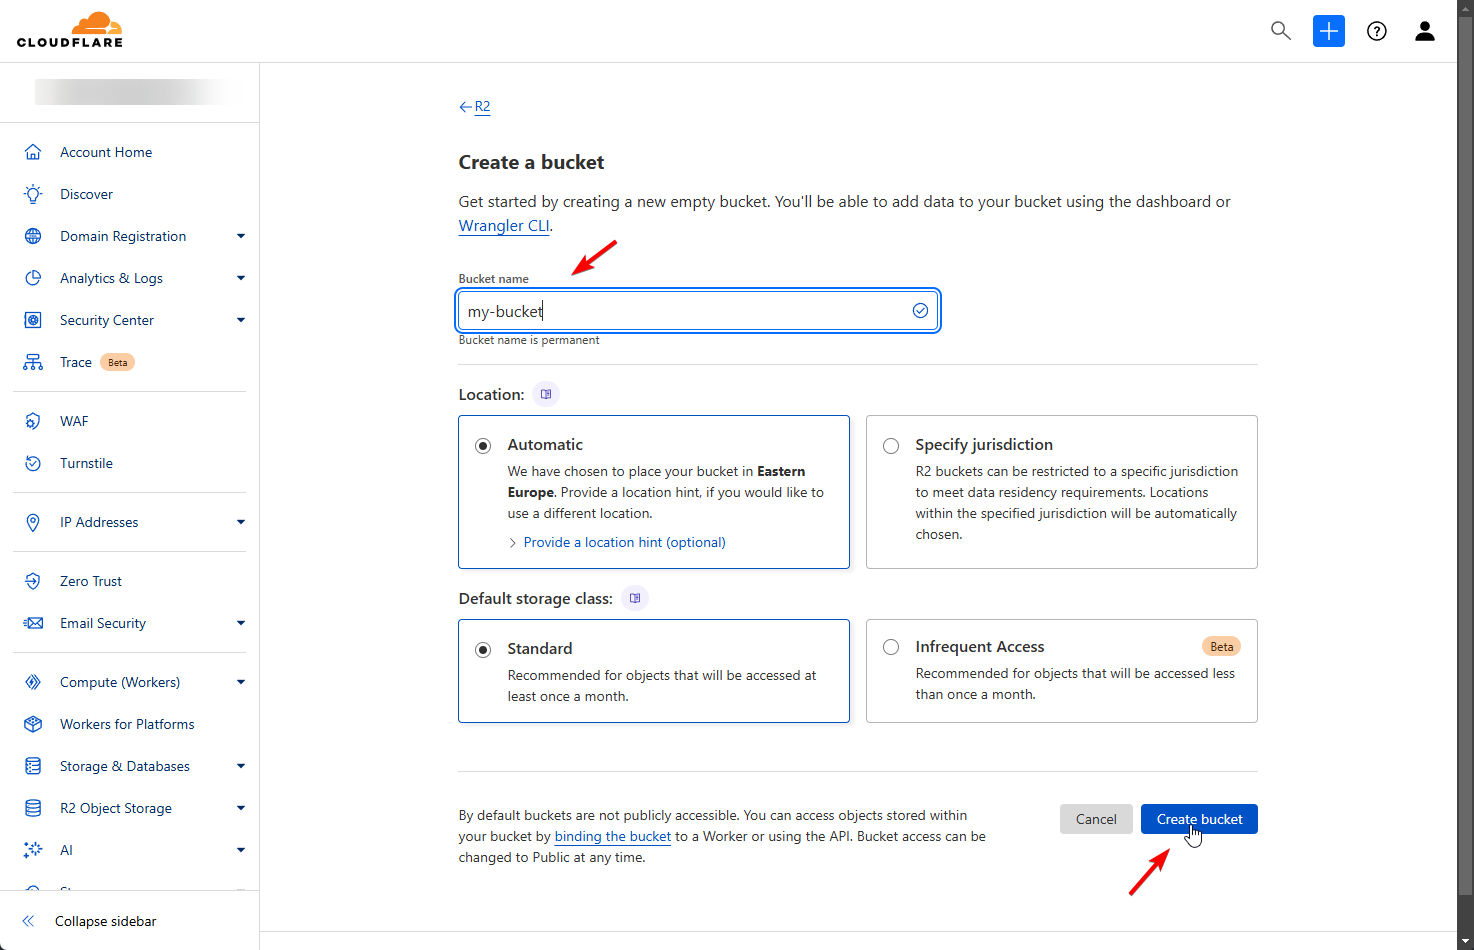 CLOUDFLARE
Account Home
Discover
Domain Registration
Analytics & Logs
Security Center
Trace Beta
WAF
Turnstile
IP Addresses
Zero Trust
Email Security
Compute (Workers)
Workers for Platforms
Storage & Databases
R2 Object Storage
AI
Collapse sidebar
R2
Create a bucket
Get started by creating a new empty bucket. You'll be able to add data to your bucket using the dashboard or
Wrangler CLI.
Bucket name
my-bucket
Bucket name is permanent
Location:
Automatic
We have chosen to place your bucket in Eastern
Europe. Provide a location hint, if you would like to
use a different location.
Provide a location hint (optional)
Specify jurisdiction
R2 buckets can be restricted to a specific jurisdiction
to meet data residency requirements. Locations
within the specified jurisdiction will be automatically
chosen.
Default storage class:
Standard
Recommended for objects that will be accessed at
least once a month.
Infrequent Access Beta
Recommended for objects that will be accessed less
than once a month.
By default buckets are not publicly accessible. You can access objects stored within
your bucket by binding the bucket to a Worker or using the API. Bucket access can be
changed to Public at any time.
Cancel
Create bucket